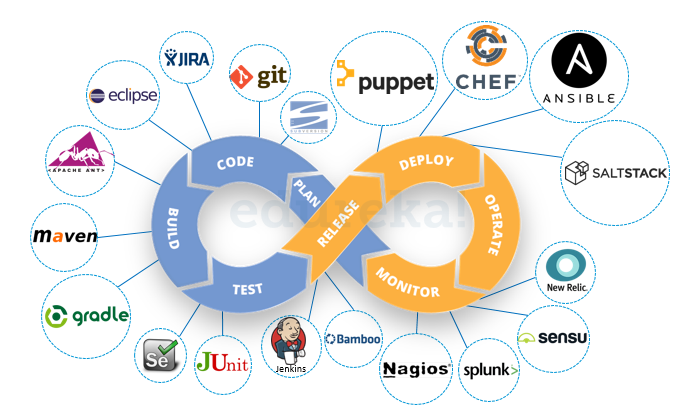 JIRA
git
puppet
CHEF
ANSIBLE
eclipse
SUBVERSION
<APACHE ANT>
SALTSTACK
CODE
DEPLOY
PLAN
BUILD
edureka!
RELEASE
OPERATE
maven
TEST
MONITOR
New Relic.
gradle
Se
JUnit
Jenkins
Bamboo
Nagios®
splunk>
sensu